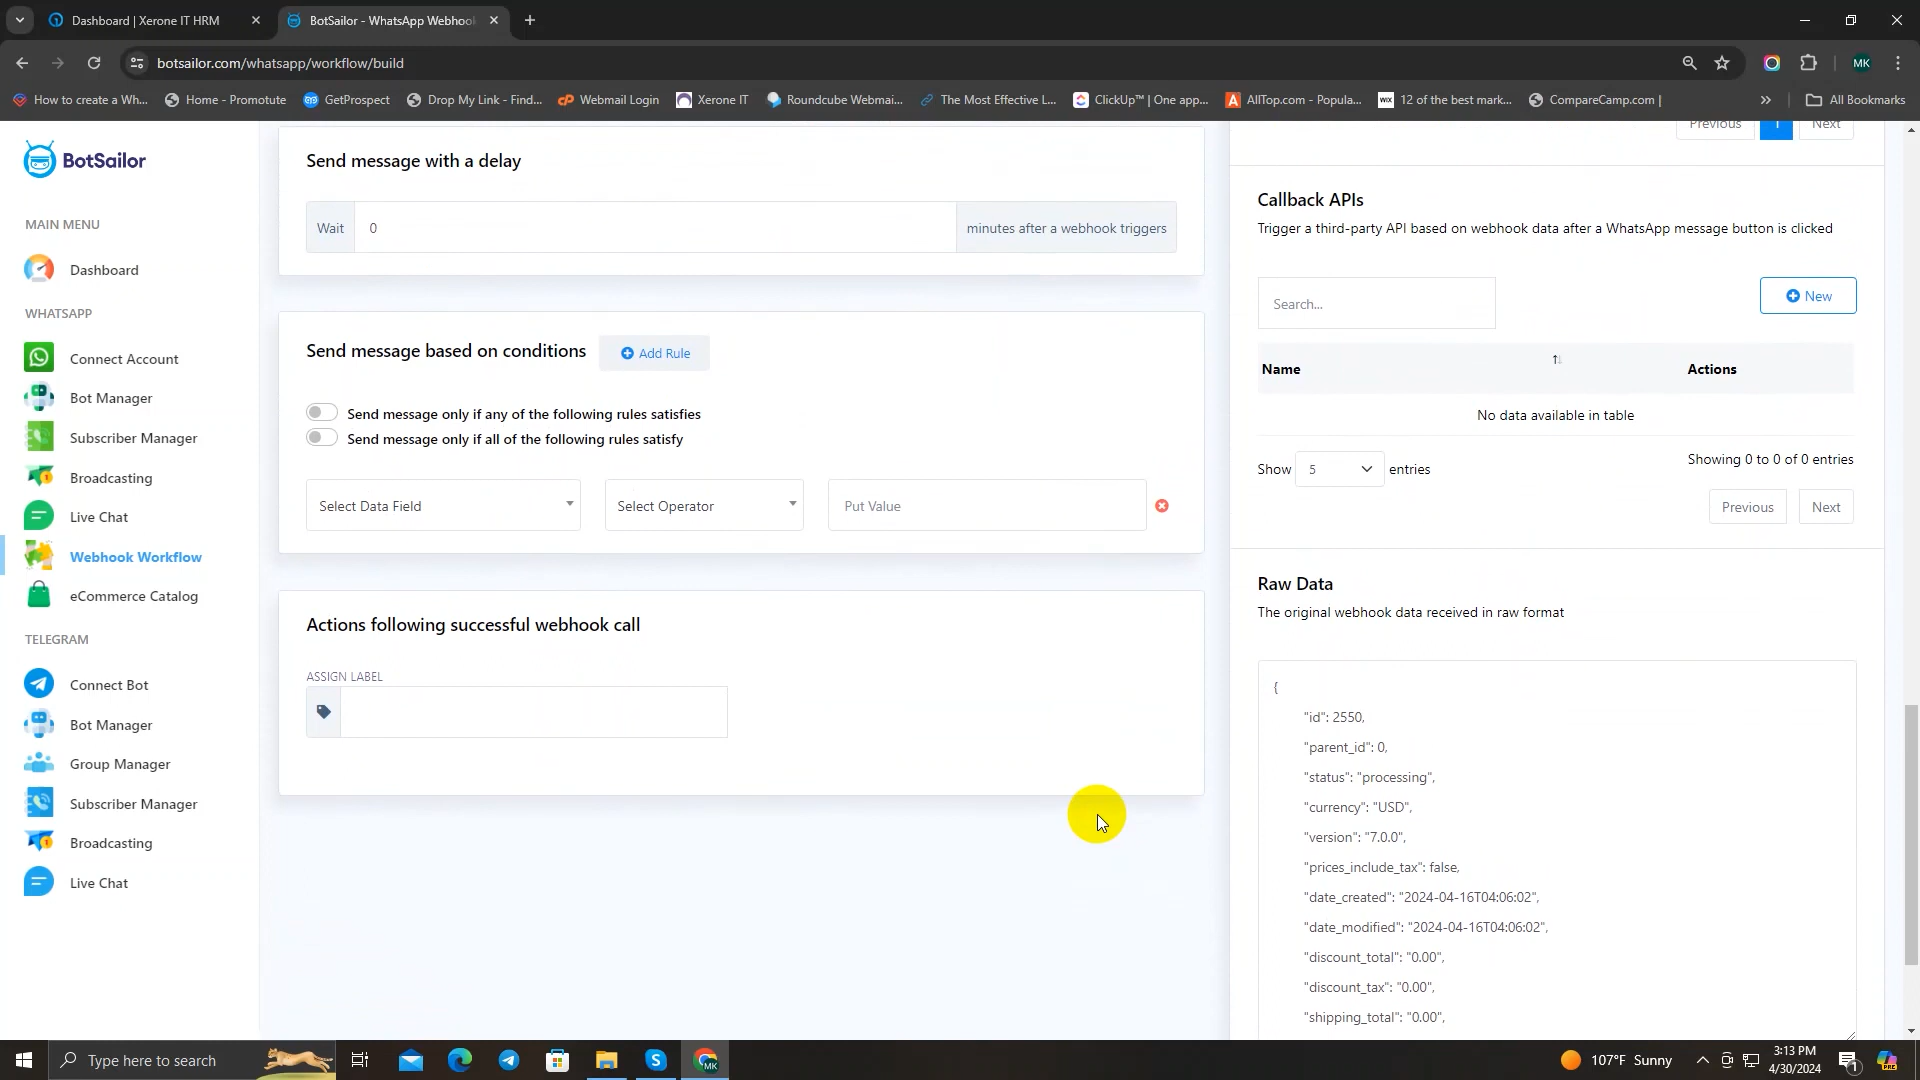 Dashboard | Xerone IT HRM
BotSailor - WhatsApp Webhoo
botsailor.com/whatsapp/workflow/build
MK
How to create a Wh...
Home - Promotute
GetProspect
Drop My Link - Find...
Webmail Login
Xerone IT
Roundcube Webmai...
The Most Effective L...
ClickUp™ | One app...
AllTop.com - Popula...
12 of the best mark...
CompareCamp.com |
All Bookmarks
BotSailor
MAIN MENU
Dashboard
WHATSAPP
Connect Account
Bot Manager
Subscriber Manager
Broadcasting
Live Chat
Webhook Workflow
eCommerce Catalog
TELEGRAM
Connect Bot
Bot Manager
Group Manager
Subscriber Manager
Broadcasting
Live Chat
Send message with a delay
Wait
0
minutes after a webhook triggers
Send message based on conditions
Add Rule
Send message only if any of the following rules satisfies
Send message only if all of the following rules satisfy
Select Data Field
Select Operator
Put Value
Actions following successful webhook call
ASSIGN LABEL
Previous
1
Next
Callback APIs
Trigger a third-party API based on webhook data after a WhatsApp message button is clicked
Search...
New
Name
Actions
No data available in table
Show 5 entries
Showing 0 to 0 of 0 entries
Previous
Next
Raw Data
The original webhook data received in raw format
{
"id": 2550,
"parent_id": 0,
"status": "processing",
"currency": "USD",
"version": "7.0.0",
"prices_include_tax": false,
"date_created": "2024-04-16T04:06:02",
"date_modified": "2024-04-16T04:06:02",
"discount_total": "0.00",
"discount_tax": "0.00",
"shipping_total": "0.00",
Type here to search
107°F Sunny
3:13 PM
4/30/2024
1